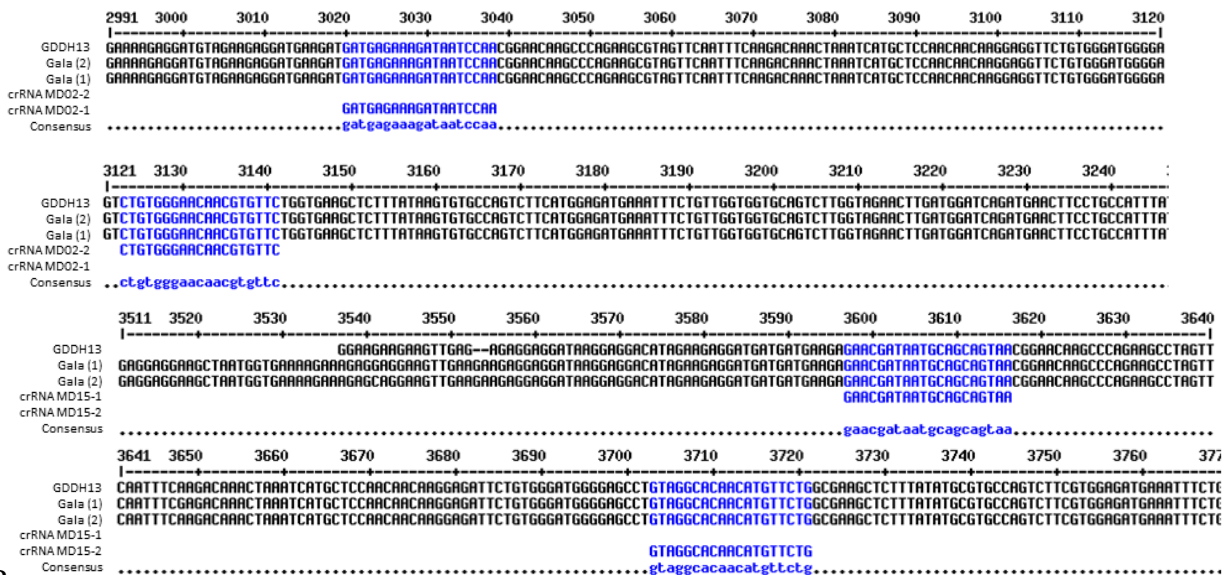 2991 3000 3010 3020 3030 3040 3050 3060 3070 3080 3090 3100 3110 3120
|--------+---------+---------+---------+---------+---------+---------+---------+---------+---------+---------+---------+---------|
GDDH13 GAAAAGAGGATGTAGAAGAGGATGAAGATGATGAGAAAGATAATCCAACGGAACAAGCCCAGAAGCGTAGTTCAATTTCAAGACAAACTAAATCATGCTCCAACAACAAGGAGGTTCTGTGGGATGGGGA
Gala (2) GAAAAGAGGATGTAGAAGAGGATGAAGATGATGAGAAAGATAATCCAACGGAACAAGCCCAGAAGCGTAGTTCAATTTCAAGACAAACTAAATCATGCTCCAACAACAAGGAGGTTCTGTGGGATGGGGA
Gala (1) GAAAAGAGGATGTAGAAGAGGATGAAGATGATGAGAAAGATAATCCAACGGAACAAGCCCAGAAGCGTAGTTCAATTTCAAGACAAACTAAATCATGCTCCAACAACAAGGAGGTTCTGTGGGATGGGGA
crRNA MD02-2
crRNA MD02-1 GATGAGAAAGATAATCCAA
Consensus .............................gatgagaaagataatccaa..................................................................................
3121 3130 3140 3150 3160 3170 3180 3190 3200 3210 3220 3230 3240
|--------+---------+---------+---------+---------+---------+---------+---------+---------+---------+---------+---------+-------
GDDH13 GTCTGTGGGAACAACGTGTTCTGGTGAAGCTCTTTATAAGTGTGCCAGTCTTCATGGAGATGAAATTTCTGTTGGTGGTGCAGTCTTGGTAGAACTTGATGGATCAGATGAACTTCCTGCCATTTA
Gala (2) GTCTGTGGGAACAACGTGTTCTGGTGAAGCTCTTTATAAGTGTGCCAGTCTTCATGGAGATGAAATTTCTGTTGGTGGTGCAGTCTTGGTAGAACTTGATGGATCAGATGAACTTCCTGCCATTTA
Gala (1) GTCTGTGGGAACAACGTGTTCTGGTGAAGCTCTTTATAAGTGTGCCAGTCTTCATGGAGATGAAATTTCTGTTGGTGGTGCAGTCTTGGTAGAACTTGATGGATCAGATGAACTTCCTGCCATTTA
crRNA MD02-2 CTGTGGGAACAACGTGTTC
crRNA MD02-1
Consensus ..ctgtgggaacaacgtgttc.........................................................................................................
3511 3520 3530 3540 3550 3560 3570 3580 3590 3600 3610 3620 3630 3640
|--------+---------+---------+---------+---------+---------+---------+---------+---------+---------+---------+---------+---------|
GDDH13 GGAAGAAGAAGTTGAG--AGAGGAGGATAAGGAGGACATAGAAGAGGATGATGATGAAGAGAACGATAATGCAGCAGTAACGGAACAAGCCCAGAAGCCTAGTT
Gala (1) GAGGAGGAAGCTAATGGTGAAAAGAAAGAGGAGGAAGTTGAAGAAGAGGAGGATAAGGAGGACATAGAAGAGGATGATGATGAAGAGAACGATAATGCAGCAGTAACGGAACAAGCCCAGAAGCCTAGTT
Gala (2) GAGGAGGAAGCTAATGGTGAAAAGAAAGAGCAGGAAGTTGAAGAAGAGGAGGATAAGGAGGACATAGAAGAGGATGATGATGAAGAGAACGATAATGCAGCAGTAACGGAACAAGCCCAGAAGCCTAGTT
crRNA MD15-1 GAACGATAATGCAGCAGTAA
crRNA MD15-2
Consensus ......................................................................................gaacgataatgcagcagtaa........................
3641 3650 3660 3670 3680 3690 3700 3710 3720 3730 3740 3750 3760 377
|--------+---------+---------+---------+---------+---------+---------+---------+---------+---------+---------+---------+---------
GDDH13 CAATTTCAAGACAAACTAAATCATGCTCCAACAACAAGGAGATTCTGTGGGATGGGGAGCCTGTAGGCACAACATGTTCTGGCGAAGCTCTTTATATGCGTGCCAGTCTTCGTGGAGATGAAATTTCTG
Gala (1) CAATTTCGAGACAAACTAAATCATGCTCCAACAACAAGGAGATTCTGTGGGATGGGGAGCCTGTAGGCACAACATGTTCTGGCGAAGCTCTTTATATGCGTGCCAGTCTTCGTGGAGATGAAATTTCTG
Gala (2) CAATTTCAAGACAAACTAAATCATGCTCCAACAACAAGGAGATTCTGTGGGATGGGGAGCCTGTAGGCACAACATGTTCTGGCGAAGCTCTTTATATGCGTGCCAGTCTTCGTGGAGATGAAATTTCTG
crRNA MD15-1
crRNA MD15-2 GTAGGCACAACATGTTCTG
Consensus ..............................................................gtaggcacaacatgttctg................................................